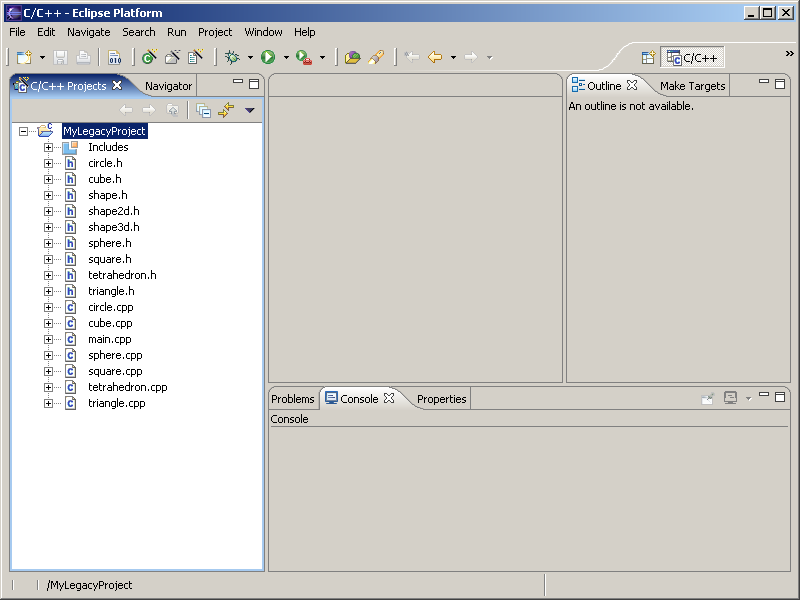 C/C++ - Eclipse Platform
File Edit Navigate Search Run Project Window Help
010 C/C++ »
C/C++ Projects Navigator Outline Make Targets
An outline is not available.
MyLegacyProject
Includes
circle.h
cube.h
shape.h
shape2d.h
shape3d.h
sphere.h
square.h
tetrahedron.h
triangle.h
circle.cpp
cube.cpp
main.cpp
sphere.cpp
square.cpp
tetrahedron.cpp
triangle.cpp
Problems Console Properties
Console
/MyLegacyProject